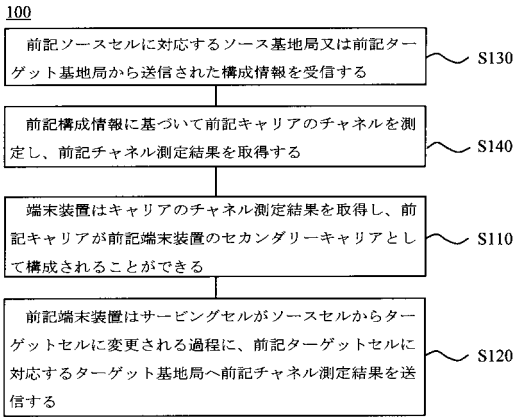 100
前記ソースセルに対応するソース基地局又は前記ター
ゲット基地局から送信された構成情報を受信する
S130
前記構成情報に基づいて前記キャリアのチャネルを測
定し、前記チャネル測定結果を取得する
S140
端末装置はキャリアのチャネル測定結果を取得し、前
記キャリアが前記端末装置のセカンダリーキャリアとし
て構成されることができる
S110
前記端末装置はサービングセルがソースセルからター
ゲットセルに変更される過程に、前記ターゲットセルに
対応するターゲット基地局へ前記チャネル測定結果を送
信する
S120